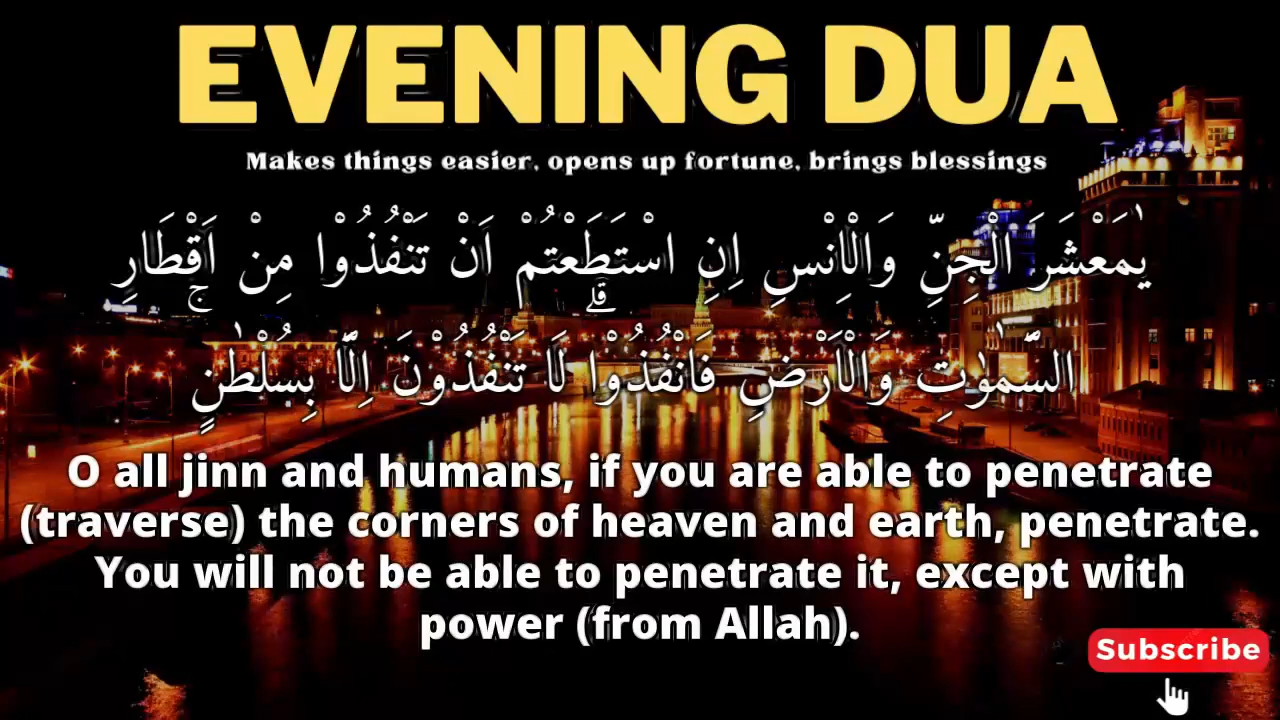 EVENING DUA
Makes things easier, opens up fortune, brings blessings
يٰمَعْشَرَ الْجِنِّ وَالْاِنْسِ اِنِ اسْتَطَعْتُمْ اَنْ تَنْفُذُوْا مِنْ اَقْطَارِ
السَّمٰوٰتِ وَالْاَرْضِ فَانْفُذُوْا ۗ لَا تَنْفُذُوْنَ اِلَّا بِسُلْطٰنٍ ۚ
O all jinn and humans, if you are able to penetrate
(traverse) the corners of heaven and earth, penetrate.
You will not be able to penetrate it, except with
power (from Allah).
Subscribe